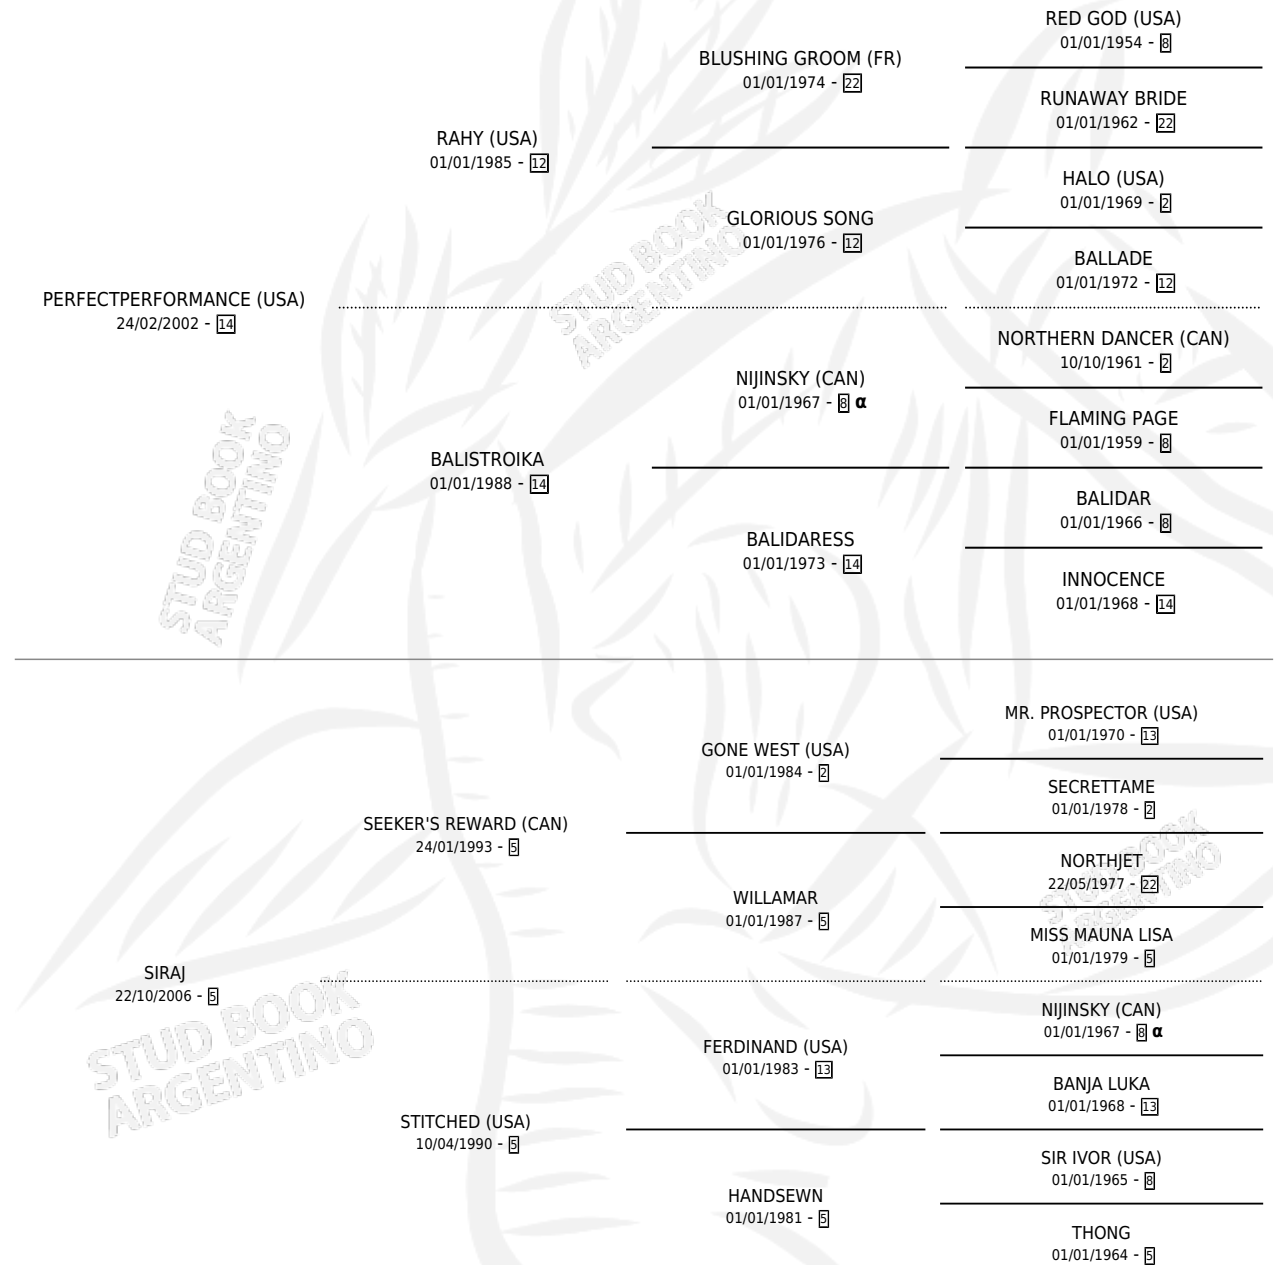 RED GOD (USA)
01/01/1954 - 8
BLUSHING GROOM (FR)
01/01/1974 - 22
RUNAWAY BRIDE
01/01/1962 - 22
RAHY (USA)
01/01/1985 - 12
HALO (USA)
01/01/1969 - 2
GLORIOUS SONG
01/01/1976 - 12
BALLADE
01/01/1972 - 12
PERFECTPERFORMANCE (USA)
24/02/2002 - 14
NORTHERN DANCER (CAN)
10/10/1961 - 2
NIJINSKY (CAN)
01/01/1967 - 8 α
FLAMING PAGE
01/01/1959 - 8
BALISTROIKA
01/01/1988 - 14
BALIDAR
01/01/1966 - 8
BALIDARESS
01/01/1973 - 14
INNOCENCE
01/01/1968 - 14
STUD BOOK
ARGENTINO
STUD BOOK
ARGENTINO
MR. PROSPECTOR (USA)
01/01/1970 - 13
GONE WEST (USA)
01/01/1984 - 2
SECRETTAME
01/01/1978 - 2
SEEKER'S REWARD (CAN)
24/01/1993 - 5
NORTHJET
22/05/1977 - 22
WILLAMAR
01/01/1987 - 5
MISS MAUNA LISA
01/01/1979 - 5
SIRAJ
22/10/2006 - 5
NIJINSKY (CAN)
01/01/1967 - 8 α
FERDINAND (USA)
01/01/1983 - 13
BANJA LUKA
01/01/1968 - 13
STITCHED (USA)
10/04/1990 - 5
SIR IVOR (USA)
01/01/1965 - 8
HANDSEWN
01/01/1981 - 5
THONG
01/01/1964 - 5
STUD BOOK
ARGENTINO
STUD BOOK
ARGENTINO